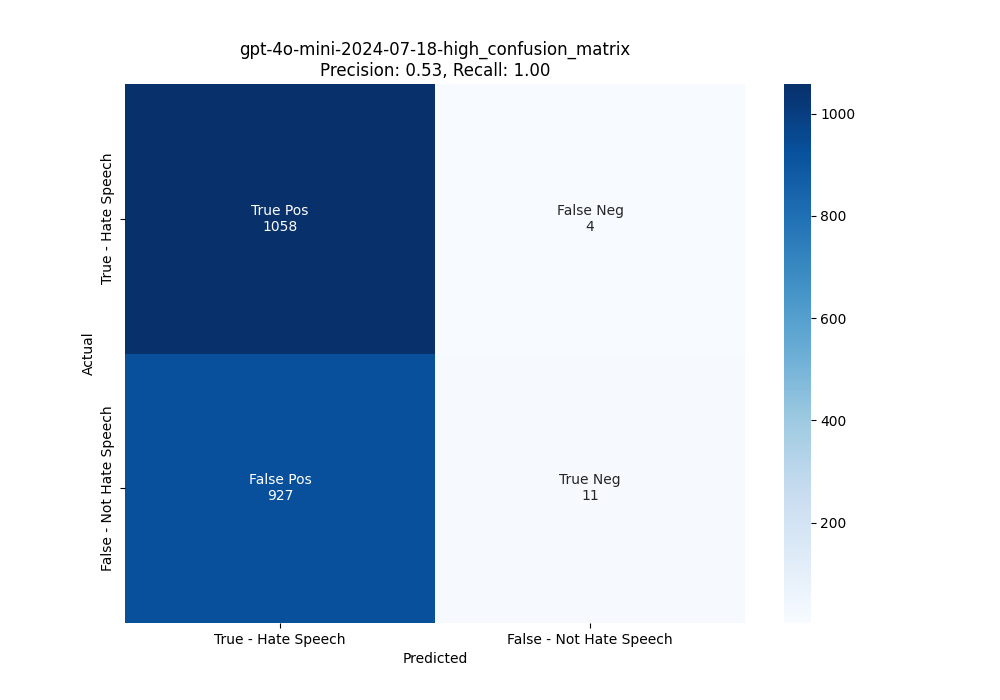 gpt-4o-mini-2024-07-18-high_confusion_matrix
Precision: 0.53, Recall: 1.00
True - Hate Speech
False - Not Hate Speech
Actual
True Pos
1058
False Neg
4
False Pos
927
True Neg
11
True - Hate Speech
False - Not Hate Speech
Predicted
1000
800
600
400
200